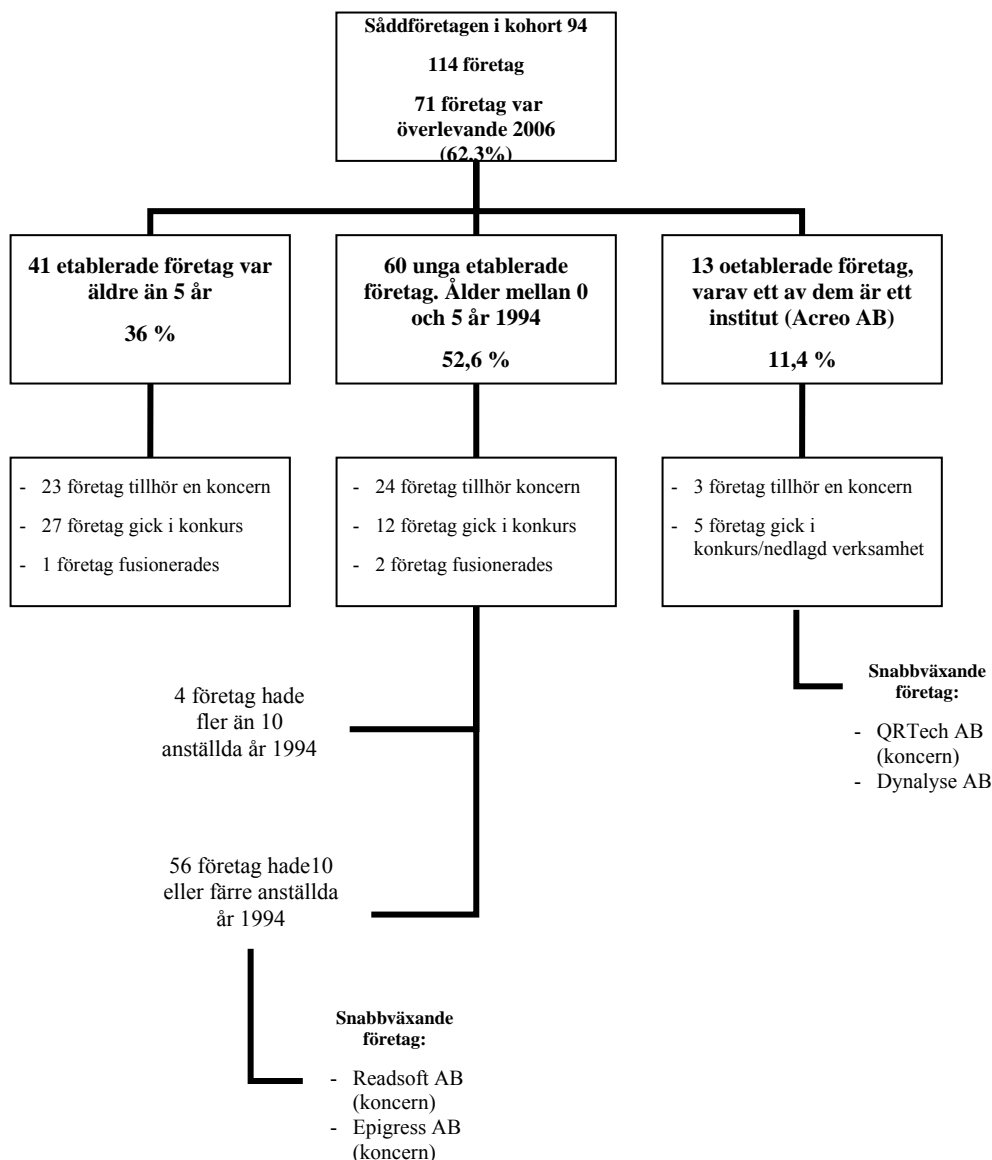 Såddföretagen i kohort 94
114 företag
71 företag var
överlevande 2006
(62,3%)
41 etablerade företag var
äldre än 5 år
36 %
60 unga etablerade
företag. Ålder mellan 0
och 5 år 1994
52,6 %
13 oetablerade företag,
varav ett av dem är ett
institut (Acreo AB)
11,4 %
- 23 företag tillhör en koncern
- 27 företag gick i konkurs
- 1 företag fusionerades
- 24 företag tillhör koncern
- 12 företag gick i konkurs
- 2 företag fusionerades
- 3 företag tillhör en koncern
- 5 företag gick i
konkurs/nedlagd verksamhet
4 företag hade
fler än 10
anställda år 1994
Snabbväxande
företag:
- QRTech AB
(koncern)
- Dynalyse AB
56 företag hade10
eller färre anställda
år 1994
Snabbväxande
företag:
- Readsoft AB
(koncern)
- Epigress AB
(koncern)